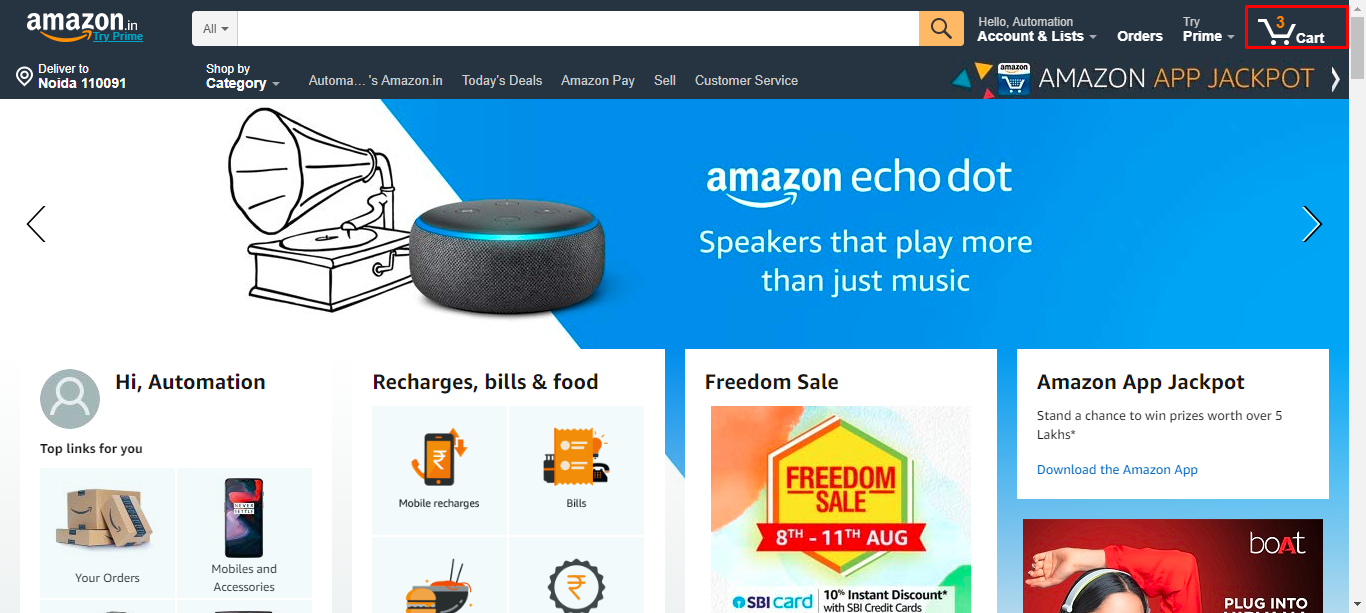 amazon.in
Try Prime
All
Hello, Automation
Account & Lists
Orders
Try
Prime
3
Cart
Deliver to
Noida 110091
Shop by
Category
Automa... 's Amazon.in
Today's Deals
Amazon Pay
Sell
Customer Service
amazon
AMAZON APP JACKPOT
amazon echo dot
Speakers that play more
than just music
Hi, Automation
Top links for you
Your Orders
Mobiles and
Accessories
Recharges, bills & food
Mobile recharges
Bills
Freedom Sale
FREEDOM
SALE
8TH - 11TH AUG
SBI card
10% Instant Discount*
with SBI Credit Cards
Amazon App Jackpot
Stand a chance to win prizes worth over 5
Lakhs*
Download the Amazon App
boAt
PLUG INTO